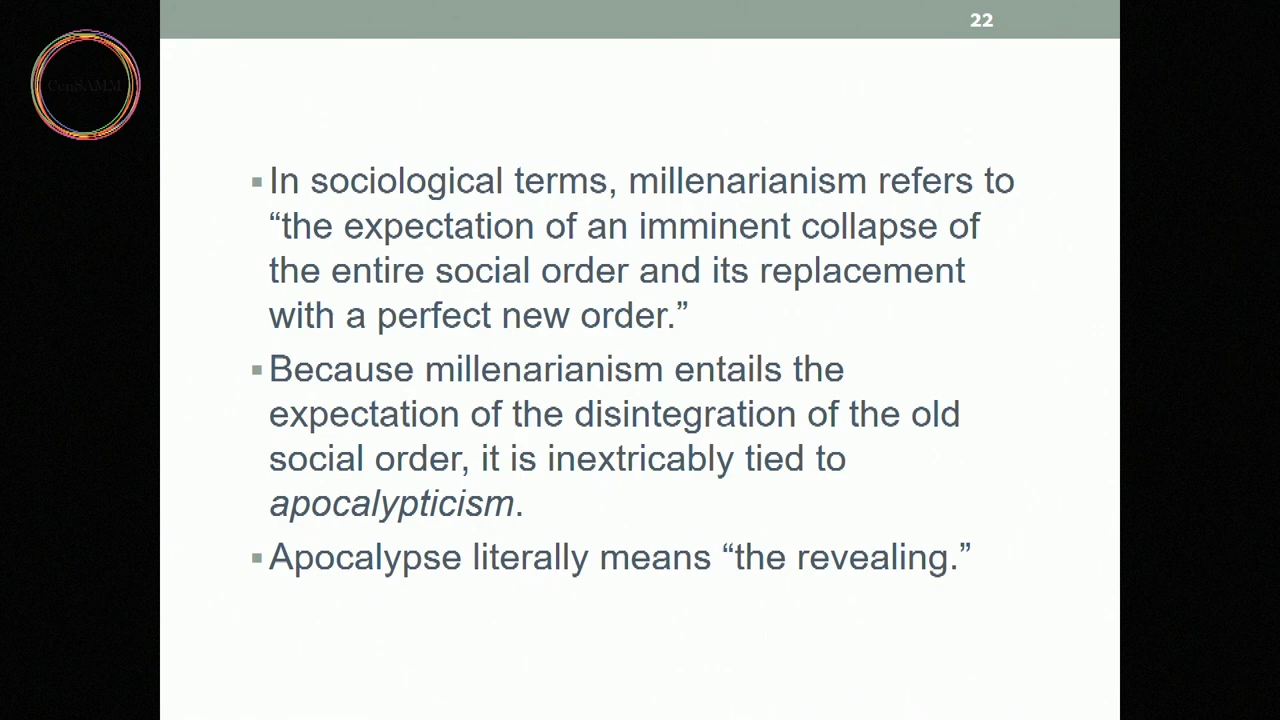 22
CenSAMM
▪In sociological terms, millenarianism refers to
“the expectation of an imminent collapse of
the entire social order and its replacement
with a perfect new order.”
▪Because millenarianism entails the
expectation of the disintegration of the old
social order, it is inextricably tied to
apocalypticism.
▪Apocalypse literally means “the revealing.”